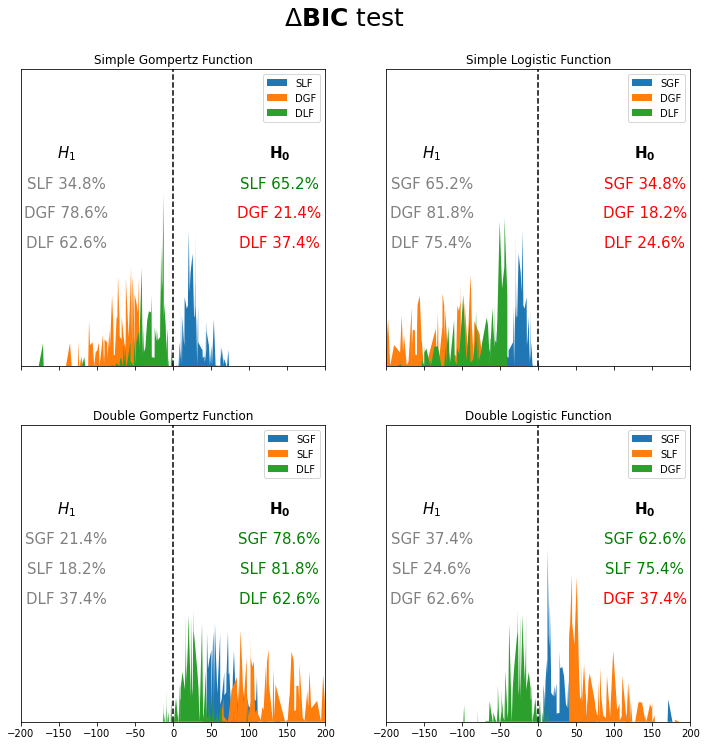 ΔBIC test
Simple Gompertz Function
SLF
DGF
DLF
H₁
H₀
SLF 34.8%
SLF 65.2%
DGF 78.6%
DGF 21.4%
DLF 62.6%
DLF 37.4%
Simple Logistic Function
SGF
DGF
DLF
H₁
H₀
SGF 65.2%
SGF 34.8%
DGF 81.8%
DGF 18.2%
DLF 75.4%
DLF 24.6%
Double Gompertz Function
SGF
SLF
DLF
H₁
H₀
SGF 21.4%
SGF 78.6%
SLF 18.2%
SLF 81.8%
DLF 37.4%
DLF 62.6%
−200 −150 −100 −50 0 50 100 150 200
Double Logistic Function
SGF
SLF
DGF
H₁
H₀
SGF 37.4%
SGF 62.6%
SLF 24.6%
SLF 75.4%
DGF 62.6%
DGF 37.4%
−200 −150 −100 −50 0 50 100 150 200